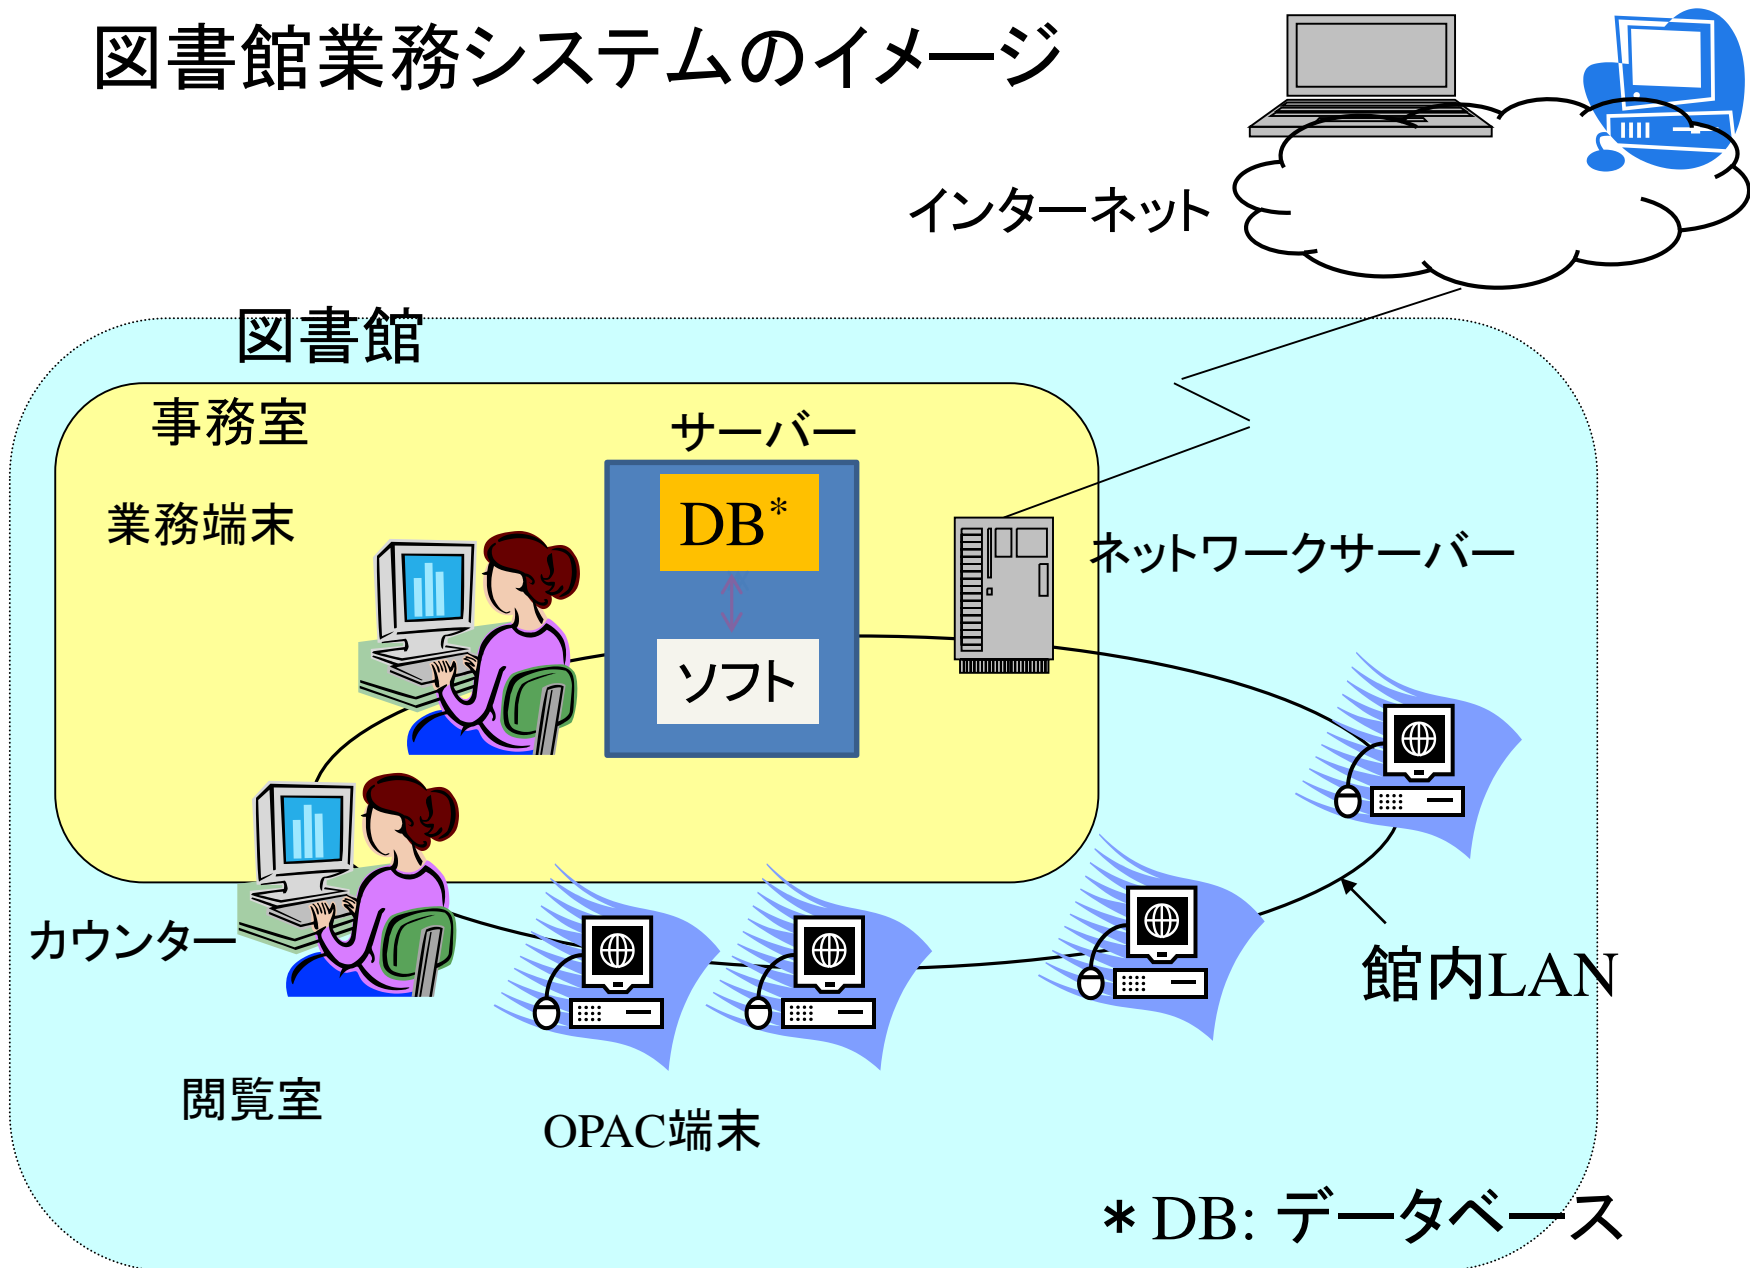 図書館業務システムのイメージ
インターネット
図書館
事務室
サーバー
業務端末
DB*
ネットワークサーバー
ソフト
カウンター
館内LAN
閲覧室
OPAC端末
* DB: データベース